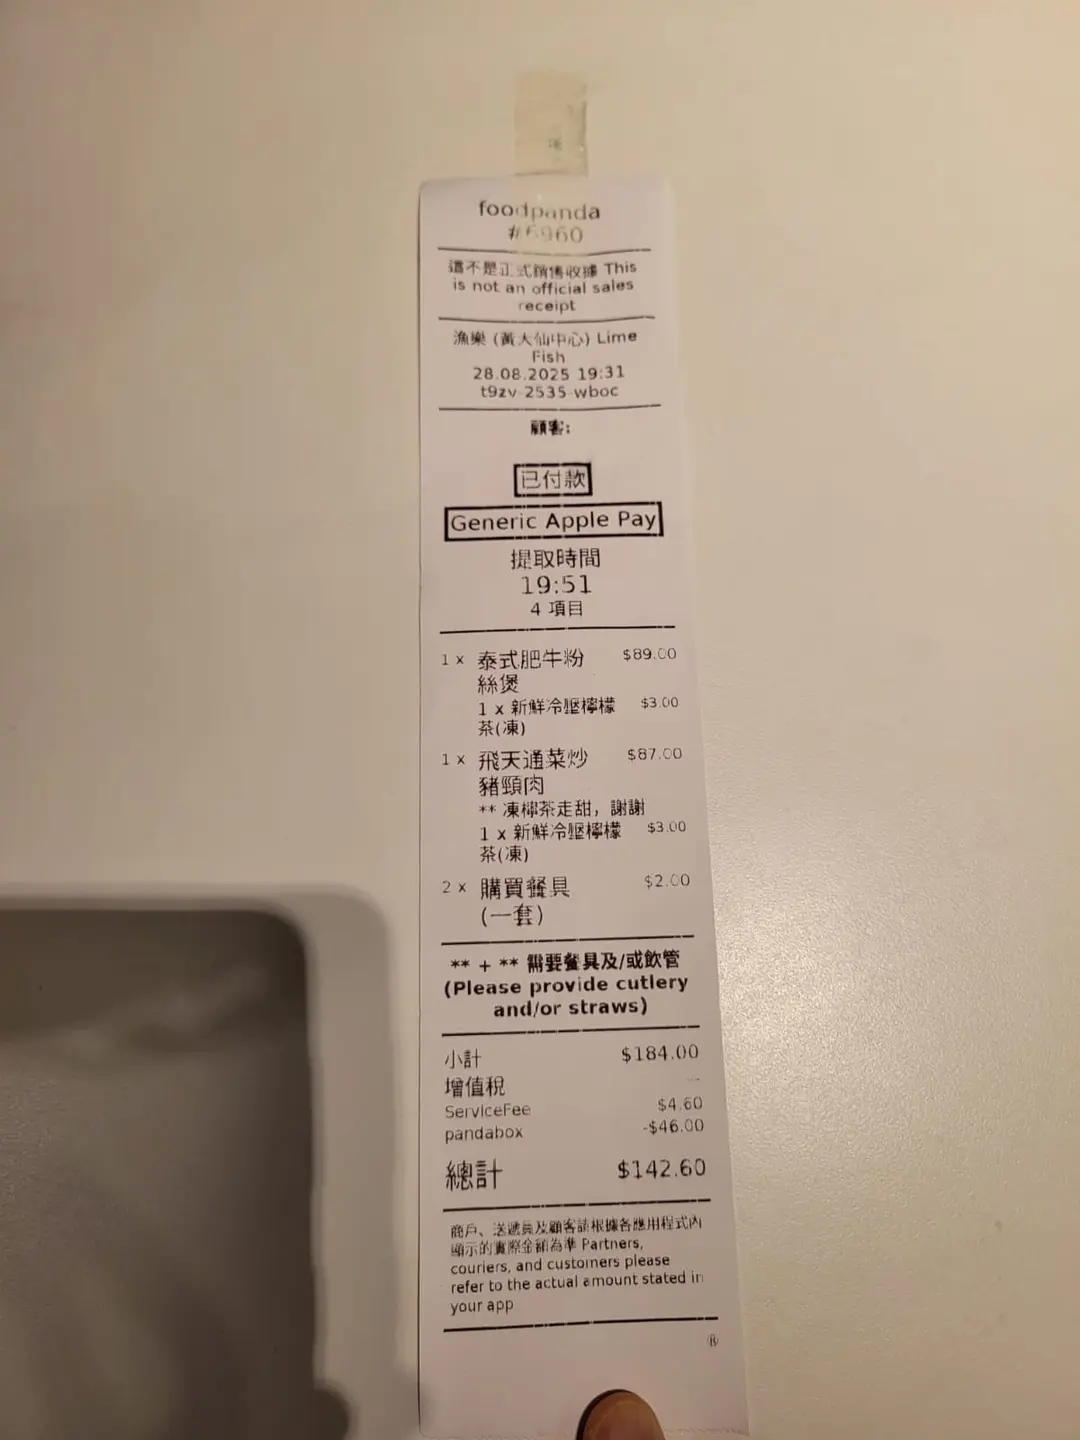 foodpanda
#6960
這不是正式銷售收據 This
is not an official sales
receipt
漁樂 (黃大仙中心) Lime
Fish
28.08.2025 19:31
t9zv-2535-wboc
顧客:
已付款
Generic Apple Pay
提取時間
19:51
4 項目
1 x 泰式肥牛粉 $89.00
絲煲
1 x 新鮮冷壓檸檬 $3.00
茶(凍)
1 x 飛天通菜炒 $87.00
豬頸肉
** 凍檸茶走甜，謝謝
1 x 新鮮冷壓檸檬 $3.00
茶(凍)
2 x 購買餐具 $2.00
(一套)
** + ** 需要餐具及/或飲管
(Please provide cutlery
and/or straws)
小計 $184.00
增值稅 --
ServiceFee $4.60
pandabox -$46.00
總計 $142.60
商戶、送遞員及顧客請根據各應用程式內
顯示的實際金額為準 Partners,
couriers, and customers please
refer to the actual amount stated in
your app